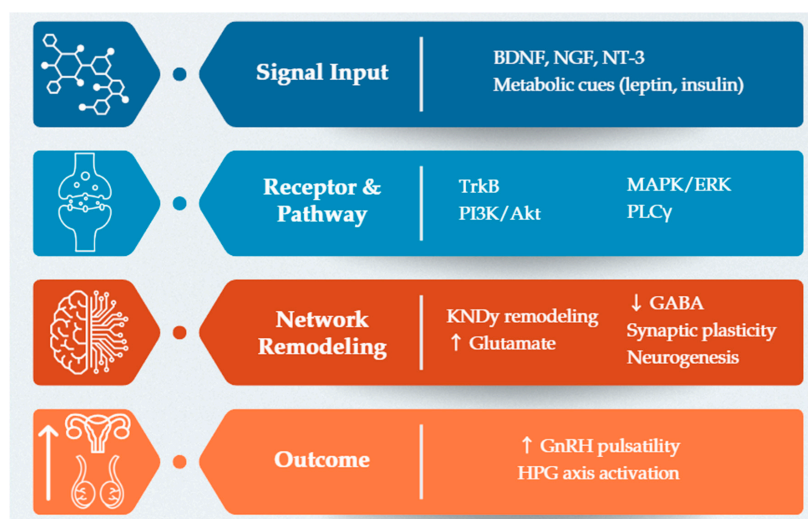 Signal Input
BDNF, NGF, NT-3
Metabolic cues (leptin, insulin)
Receptor &
Pathway
TrkB
PI3K/Akt
MAPK/ERK
PLCγ
Network
Remodeling
KNDy remodeling
↑ Glutamate
↓ GABA
Synaptic plasticity
Neurogenesis
Outcome
↑ GnRH pulsatility
HPG axis activation